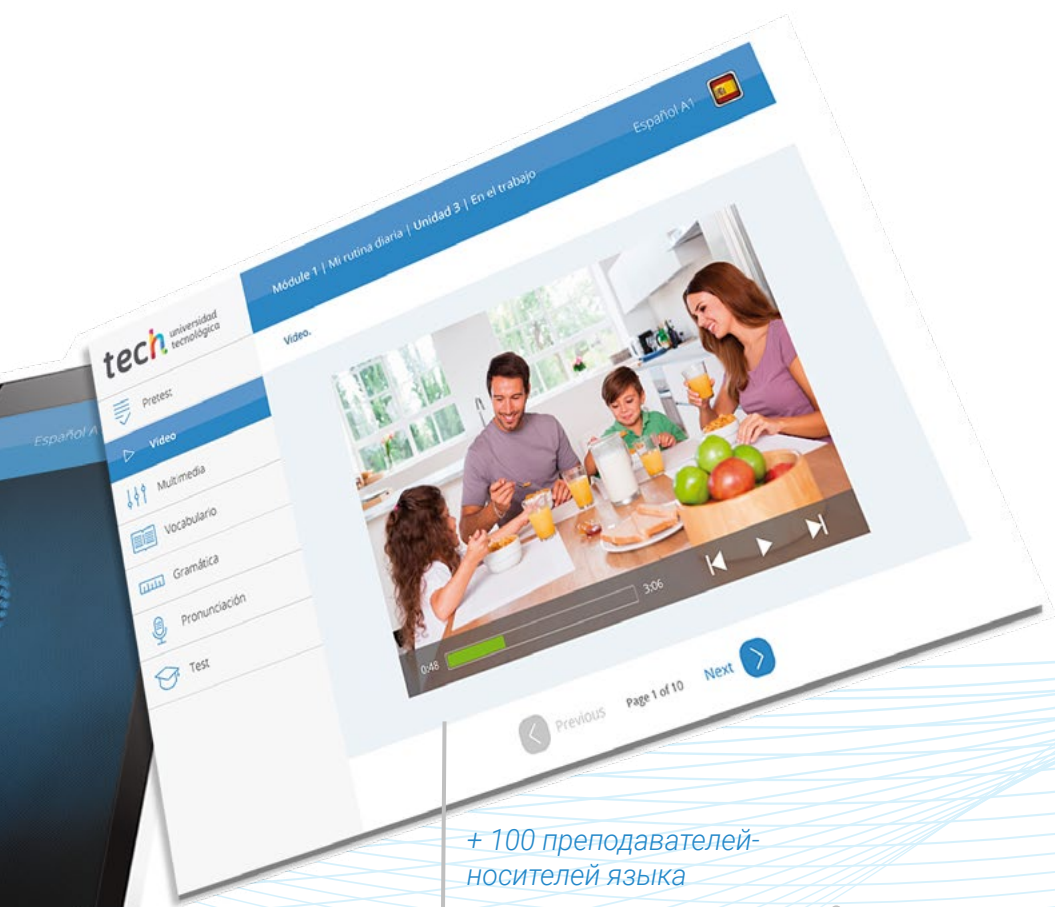 Español A1
Módule 1 | Mi rutina diaria | Unidad 3 | En el trabajo
tech universidad
tecnológica
Video.
Pretest
Video
Multimedia
Vocabulario
Gramática
Pronunciación
Test
0:48
3:06
Previous
Page 1 of 10
Next
Español A
+ 100 преподавателей-
носителей языка